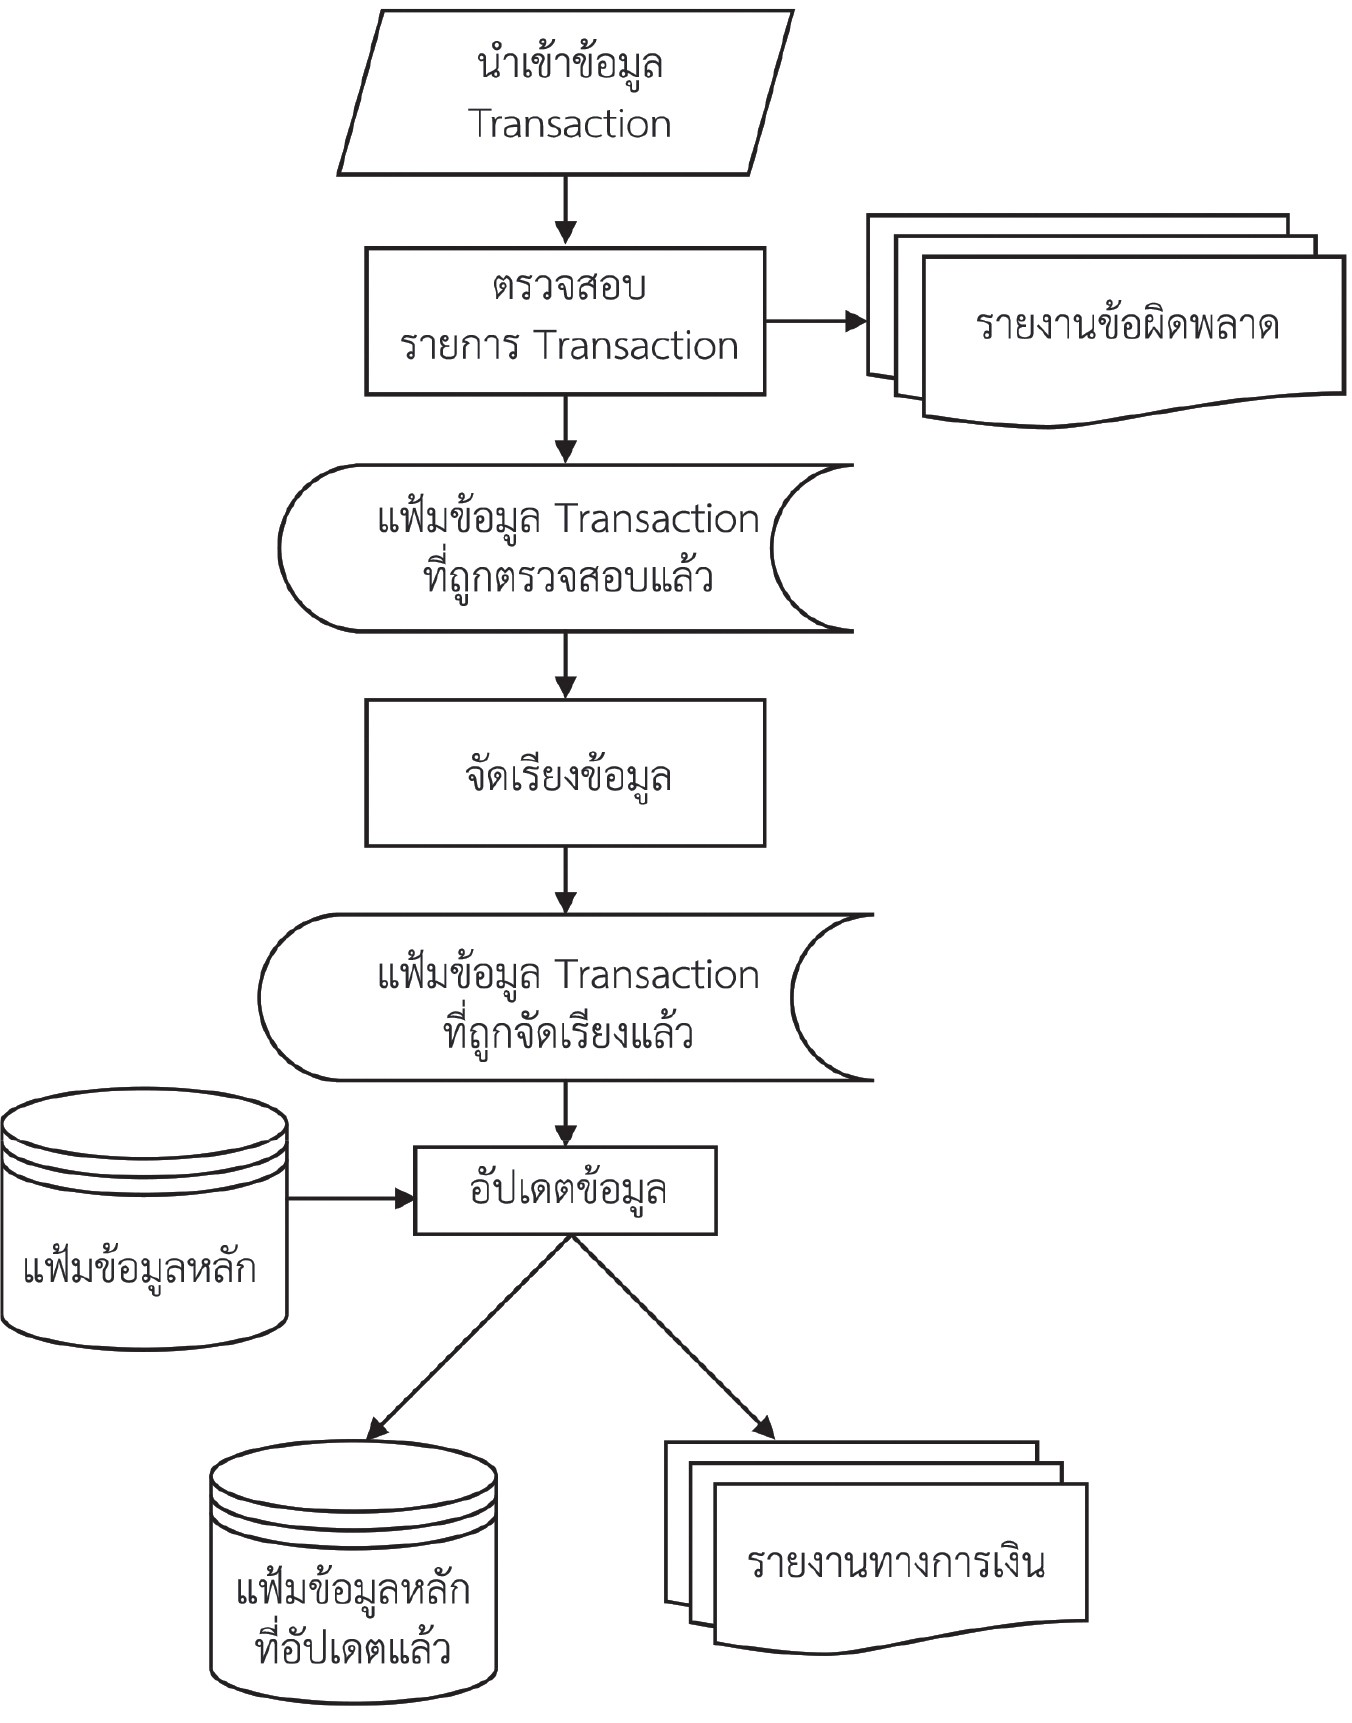 นำเข้าข้อมูล
Transaction
ตรวจสอบ
รายการ Transaction
รายงานข้อผิดพลาด
แฟ้มข้อมูล Transaction
ที่ถูกตรวจสอบแล้ว
จัดเรียงข้อมูล
แฟ้มข้อมูล Transaction
ที่ถูกจัดเรียงแล้ว
อัปเดตข้อมูล
แฟ้มข้อมูลหลัก
แฟ้มข้อมูลหลัก
ที่อัปเดตแล้ว
รายงานทางการเงิน